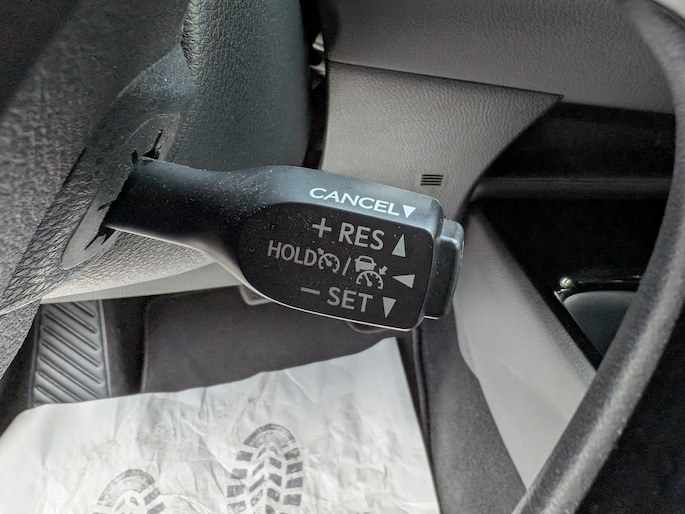 CANCEL▼
+ RES ▲
HOLD / ◀
− SET ▼